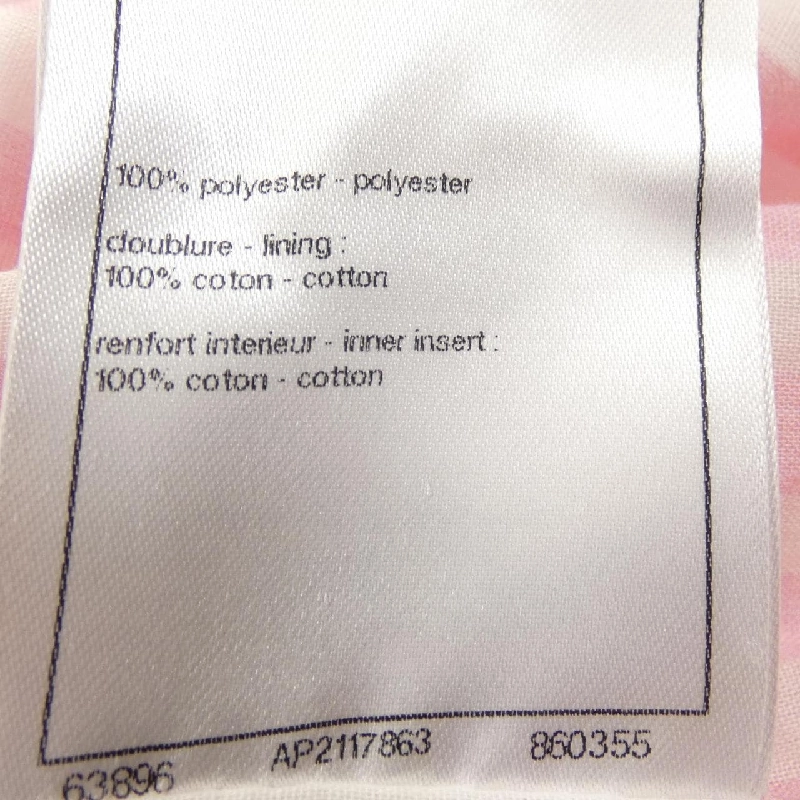 100% polyester - polyester
doublure - lining :
100% coton - cotton
renfort interieur - inner insert :
100% coton - cotton
63896 AP2117863 860355